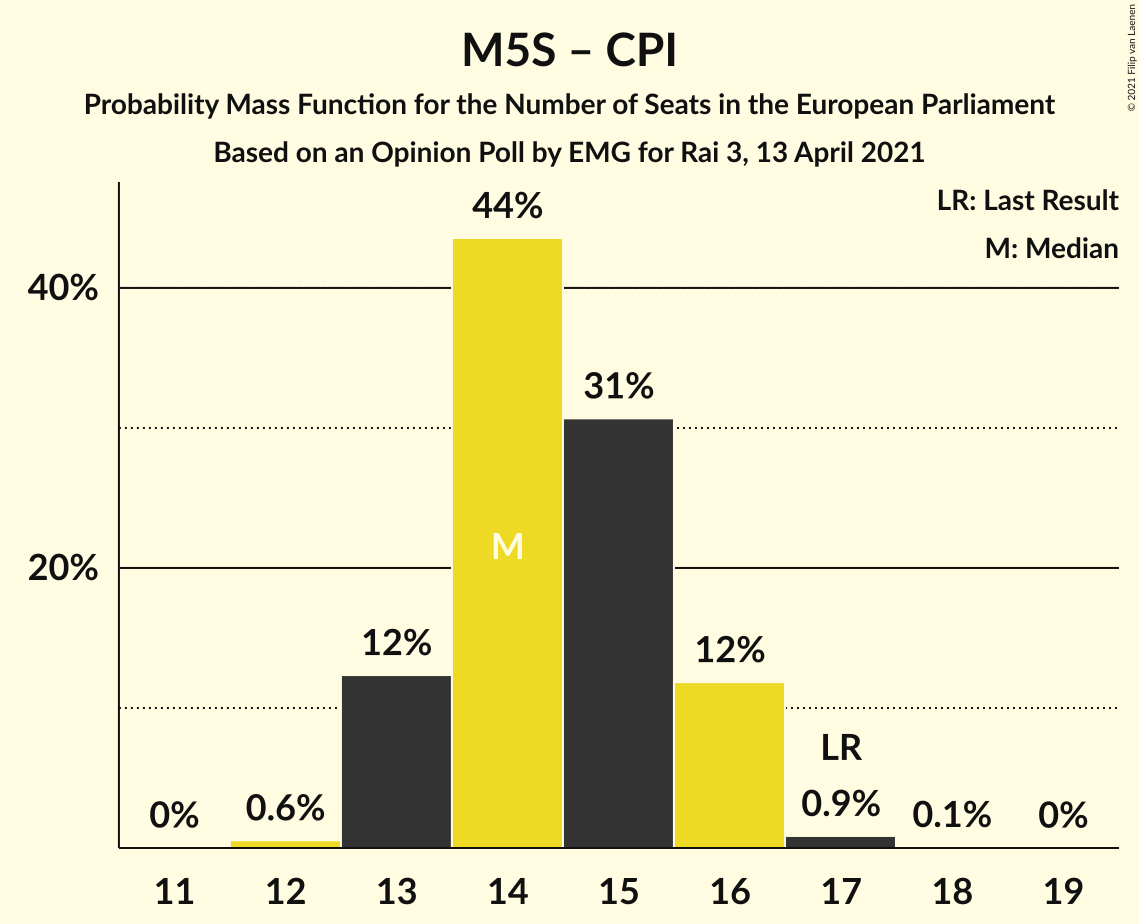 M5S – CPI
Probability Mass Function for the Number of Seats in the European Parliament
Based on an Opinion Poll by EMG for Rai 3, 13 April 2021
© 2021 Filip van Laenen
LR: Last Result
M: Median
44%
40%
31%
M
20%
12%
12%
LR
0%
0.6%
0.9%
0.1%
0%
11 12 13 14 15 16 17 18 19